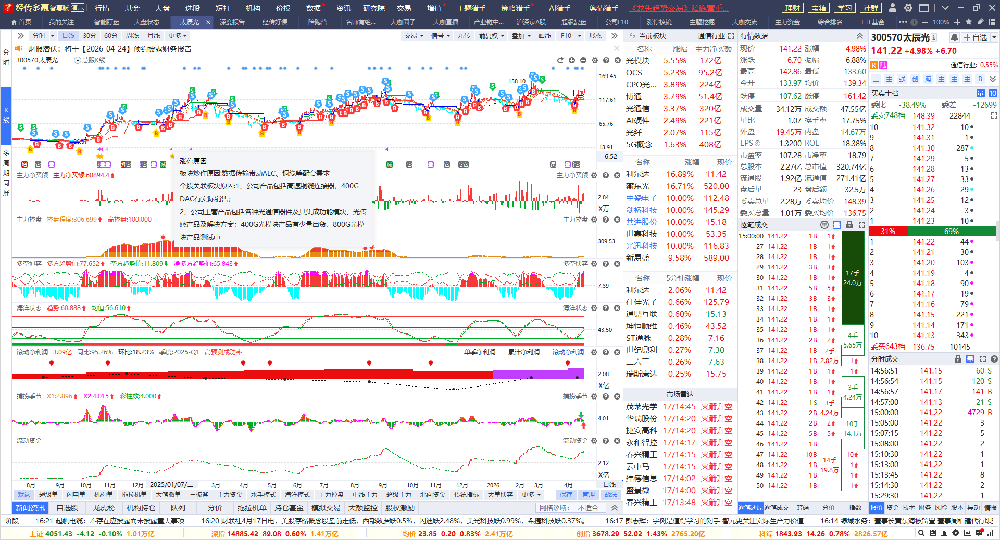 经传多赢 智尊版 演示 行情 基金 大盘 选股 短打 机构 价投 数据 资讯 研究院 交易 增值 主题猎手 策略猎手 AI猎手 舆情猎手 《龙头趋势交易》陪跑营重... 理财 宝箱 学习 社群
首页 我的关注 智能盯盘 大盘状态 太辰光 深度报告 经传好课 陪跑营 名师有绝... 大咖圈子 大咖直播 产业链中... 沪深京A股 超级复盘 公司F10 涨停棱镜 主题挖掘 大咖交流 主力资金 综合排名 ETF基金 100%
分时 日线 30分 60分 周线 月线 更多 交易 信号 九转 前复权 叠加 画线 F10 形态
财报潜伏：将于【2026-04-24】预约披露财务报告
300570 太辰光 慧眼K线
分时
K线
多周期同屏
158.10
169.45
117.61
65.76
13.91
-6.52
涨停原因
板块炒作原因:数据传输带动AEC、铜缆等配套需求
个股关联板块原因:1、公司产品包括高速铜缆连接器，400G
DAC有实际销售；
2、公司主营产品包括各种光通信器件及其集成功能模块、光传
感产品及解决方案；400G光模块产品有少量出货，800G光模
块产品测试中
主力净买额 主力净买额:60894.4 主力净买额
2.84
X万
主力控盘 控盘程度:306.699 高控盘:100.000 主力控盘
309.53
多空博弈 多方趋势值:77.652 空方趋势值:11.809 净多方趋势值:65.843 多空博弈
7.39
海洋状态 趋势:60.888 均值:56.610 海洋状态
43.50
滚动净利润 3.09亿 同比:95.26% 环比:18.23% 季度:2025-Q1 高预测成功率 单季净利润 | 累计净利润 | 滚动净利润
2.08
X亿
捕捞季节 X1:2.896 X2:4.015 彩柱数:4.000 捕捞季节
4.01
流动资金 流动资金
2.12
X亿
8月 9月 10月 11月 12月 2025/01/07/二 3月 4月 5月 6月 7月 8月 9月 10月 11月 12月 2026 2月 3月 4月 日线
默认 超级单 闪电单 机构单 拖拉机单 大笔撤单 三板斧 主力资金 水手模式 海洋模式 主力控盘 中线主力 超级主力 北向资金 传统指标 大单博弈 更多 保存 管理 战法
新闻资讯 自选股 龙虎榜 机构持仓 队列 分价 拖拉机单 持仓基金 模拟交易 大额监控 股权激励 网格诊断： 不适合
当前板块 通信行业
名称 涨幅 主力净买额
光模块 5.55% 172亿
OCS 5.23% 95.2亿
CPO光... 3.89% 224亿
博通 3.79% 51.4亿
光通信 3.37% 320亿
AI硬件 2.49% 221亿
光纤 2.07% 115亿
5G概念 1.63% 408亿
名称 涨幅 现价
利尔达 16.89% 11.42
蘅东光 16.71% 520.00
中瓷电子 10.00% 112.48
剑桥科技 10.00% 145.29
共进股份 10.00% 15.18
世嘉科技 10.00% 53.35
光迅科技 10.00% 116.83
新易盛 9.58% 589.00
名称 5分钟涨幅 现价
利尔达 2.06% 11.42
仕佳光子 0.66% 125.79
通鼎互联 0.60% 15.13
坤恒顺维 0.46% 43.52
ST通脉 0.28% 7.16
世纪鼎利 0.27% 7.30
二六三 0.26% 7.63
瑞斯康达 0.25% 15.75
市场雷达
茂莱光学 17/14:45 火箭升空
华瑞股份 17/14:20 火箭升空
捷安高科 17/14:20 火箭升空
永和智控 17/14:17 火箭升空
春兴精工 17/14:15 火箭升空
云中马 17/14:15 火箭升空
纬德信息 17/14:02 火箭升空
盛景微 17/14:00 火箭升空
春兴精工 17/13:48 火箭升空
行情数据
现价 141.22 涨幅 4.98%
涨跌 6.70 振幅 6.88%
最高 142.86 最低 133.60
今开 133.97 均价 139.34
跌停 107.62 涨停 161.42
成交量 34.12万 成交额 47.55亿
量比 1.07 换手率 17.75%
外盘 19.45万 内盘 14.67万
EPS④ 1.3200 ROE 18.38%
市盈率 107.28 市净率 18.79
总股本 2.27亿 总市值 320.74亿
流通股 1.92亿 流通值 271.41亿
盘后量 23 盘后额 32.5万
委卖总量 2.28万 委卖均价 148.39
委买总量 1.01万 委买均价 136.75
逐笔成交 单 量
15:00:00 141.22 1B 1
27 141.22 1B 1
28 141.22 1B 1
29 141.22 3B 3
30 141.22 1B 1
31 141.22 5B 5
32 141.22 3B 3
33 141.22 1B 1
34 141.22 1B 1
35 141.22 1B 1
36 141.22 2B 2
37 141.22 1B
38 141.22 1B 1
39 141.22 1B 1 1
40 141.22 1B 1
41 141.22 1B 1
42 141.22 1S
43 141.22 2B
44 141.22 2B 2
45 141.22 5B 5
46 141.22 1B
47 141.22 10B 10
48 141.22 1B 1
49 141.22 1B 1
50 141.22 1B 1
17手
24.0万
4手
5.65万
2手
2.82万
3手
4.24万
3手
4.24万
10手
14.1万
14手
19.8万
逐笔还原 逐笔成交 筹码 分价 指数
300570 太辰光 自选
141.22 +4.98% +6.70
R 陆 通信行业: 0.55%
三 主 强 创 海 主 主 主 B
买卖十档 量 10
委比 -38.49% 委差 -12699
委卖748档 148.39 22844
10 141.32 10
9 141.31 1
8 141.30 287
7 141.29 5
6 141.28 13
5 141.27 33
4 141.26 29
3 141.25 12
2 141.24 3
1 141.23 10
31% 69%
1 141.22 44
2 141.21 30
3 141.20 103
4 141.19 4
5 141.18 90
6 141.17 19
7 141.16 79
8 141.15 221
9 141.14 171
10 141.13 343
委买643档 136.75 10145
分时成交 量
14:56:51 141.15 60 S
14:56:54 141.15 120 S
14:56:57 141.17 141 B
14:57:00 141.13 21 S
15:00:00 141.22 4729 B
15:05:00 141.22 3
15:07:15 141.22 5
15:08:00 141.22 2
15:10:30 141.22 1
15:13:00 141.22 1
15:13:45 141.22 8
15:14:30 141.22 2
15:29:30 141.22 1
报价 资金 技术 财务 风险 股本 异动 情报
阶段 16:21 起帆电缆：不存在应披露而未披露重大事项 16:20 财联社4月17日电，美股存储概念股盘前走低，西部数据跌0.5%，闪迪跌2.48%，美光科技跌0.99%，希捷科技跌0.37%。 16:17 彭志辉：宇树是值得学习的对手 智元更关注实际生产力价值 16:14 绿城水务：董事长黄东海被留置 董事周柏建代行职
上证 4051.43 -4.12 -0.10% 1.01万亿 深指 14885.42 89.08 0.60% 1.41万亿 均价 23.85 0.20 0.83% 2.41万亿 创指 3678.29 52.02 1.43% 2765.20亿 科综 1843.93 14.26 0.78% 2826.57亿